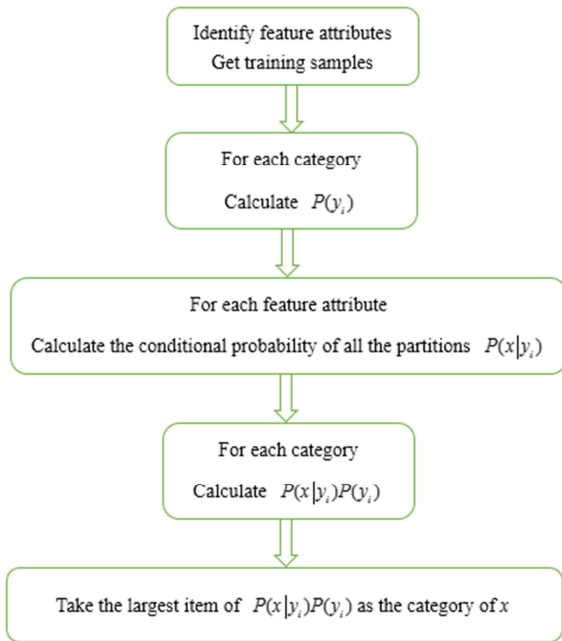 Identify feature attributes
Get training samples
For each category
Calculate P(y_i)
For each feature attribute
Calculate the conditional probability of all the partitions P(x|y_i)
For each category
Calculate P(x|y_i)P(y_i)
Take the largest item of P(x|y_i)P(y_i) as the category of x